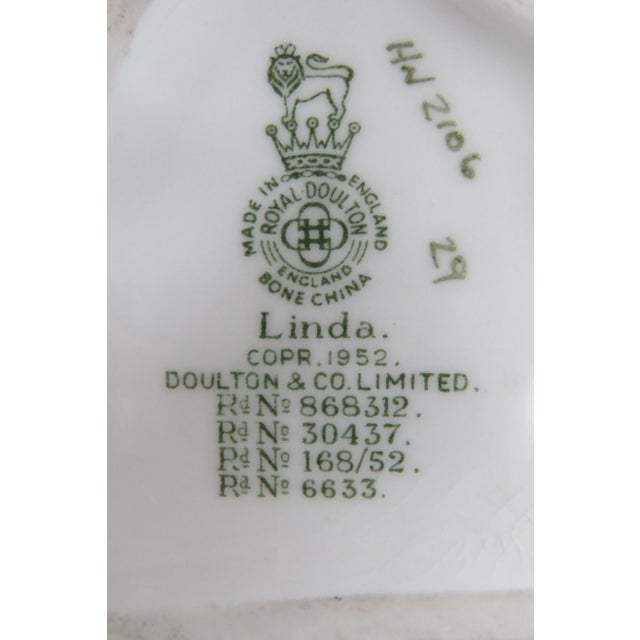 HN 2106
29
MADE IN ENGLAND
ROYAL·DOULTON
ENGLAND
BONE CHINA
Linda.
COPR. 1952.
DOULTON & CO. LIMITED.
Rd No 868312.
Rd No 30437.
Rd No 168/52.
Rd No 6633.